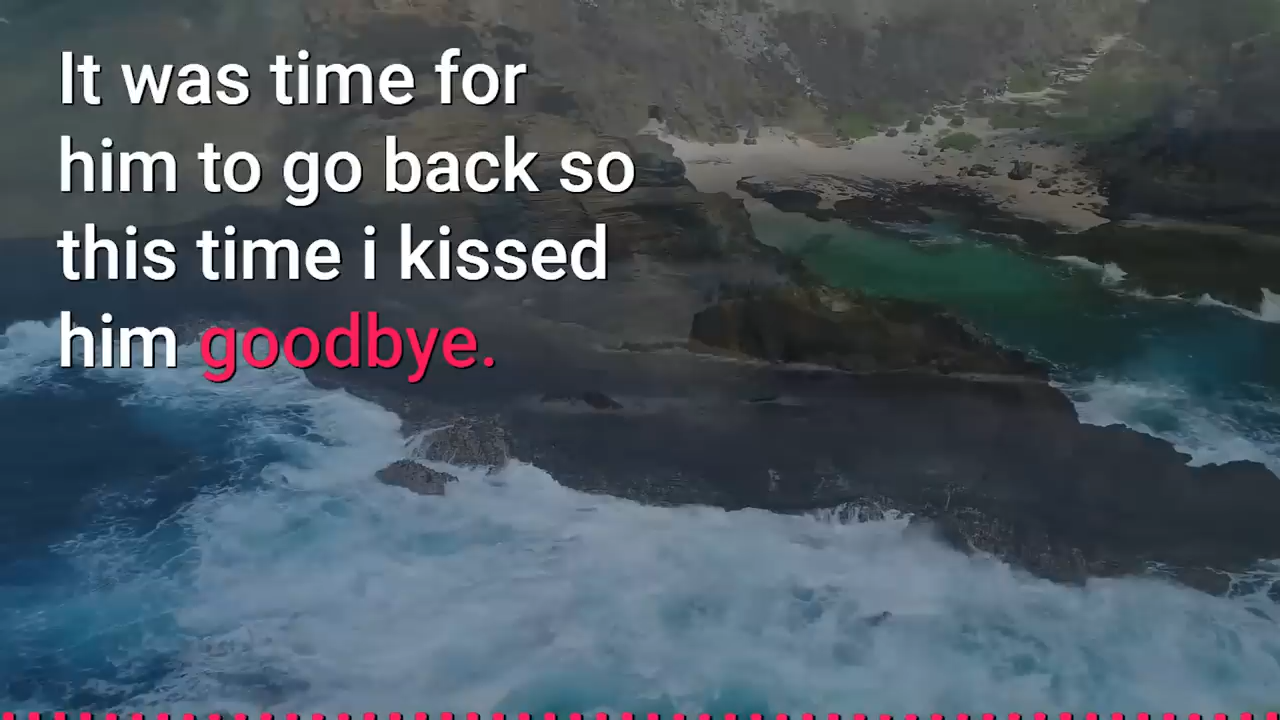 It was time for
him to go back so
this time i kissed
him goodbye.